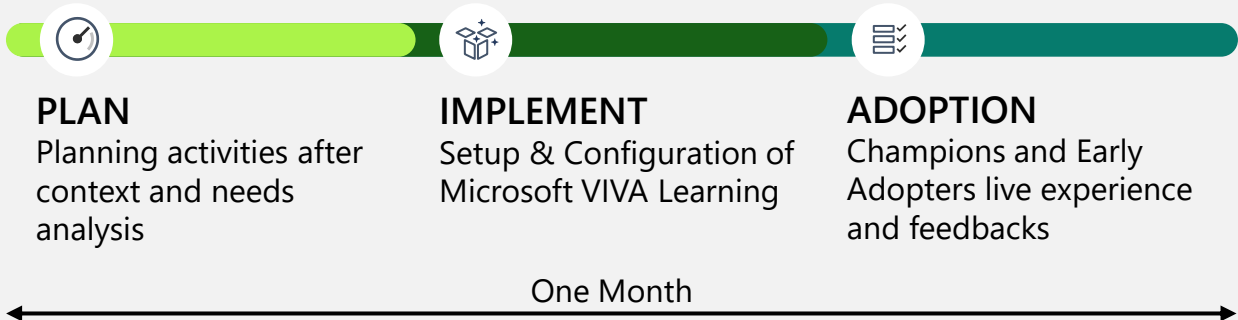 PLAN
Planning activities after
context and needs
analysis
IMPLEMENT
Setup & Configuration of
Microsoft VIVA Learning
ADOPTION
Champions and Early
Adopters live experience
and feedbacks
One Month